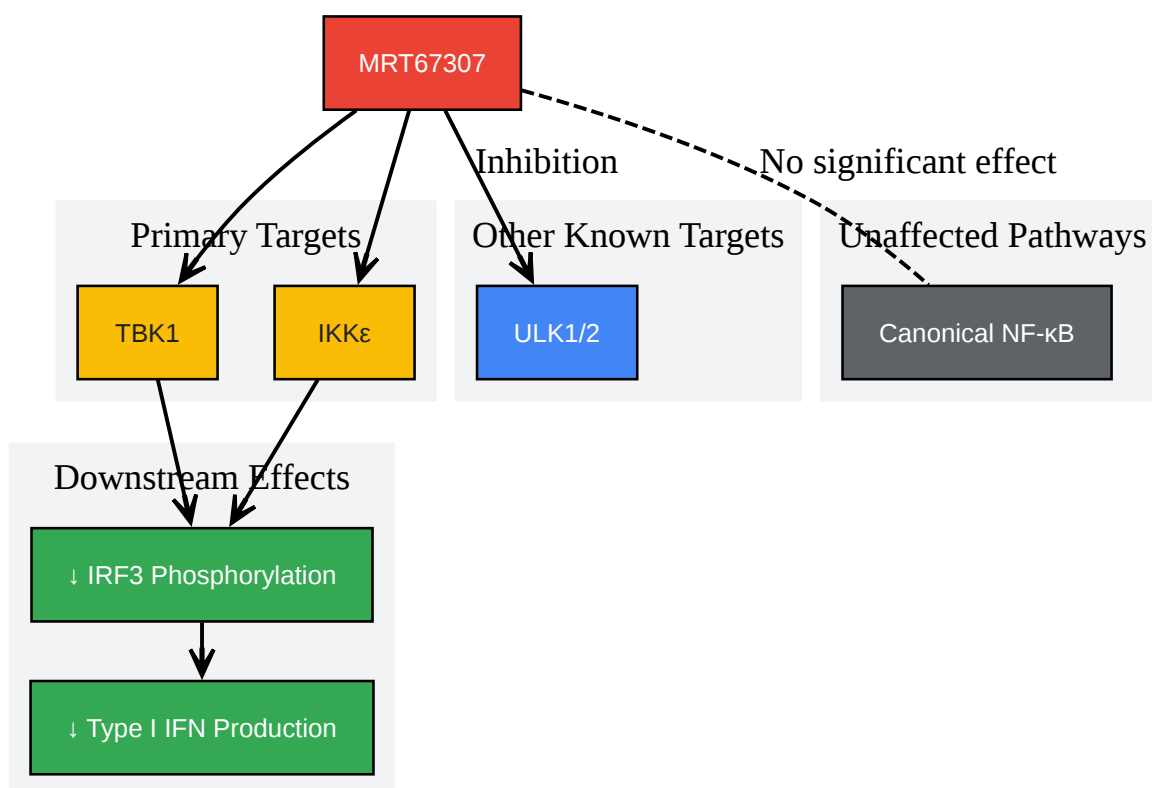 MRT67307
Inhibition
No significant effect
Primary Targets
Other Known Targets
Unaffected Pathways
TBK1
IKKε
ULK1/2
Canonical NF-κB
Downstream Effects
↓ IRF3 Phosphorylation
↓ Type I IFN Production